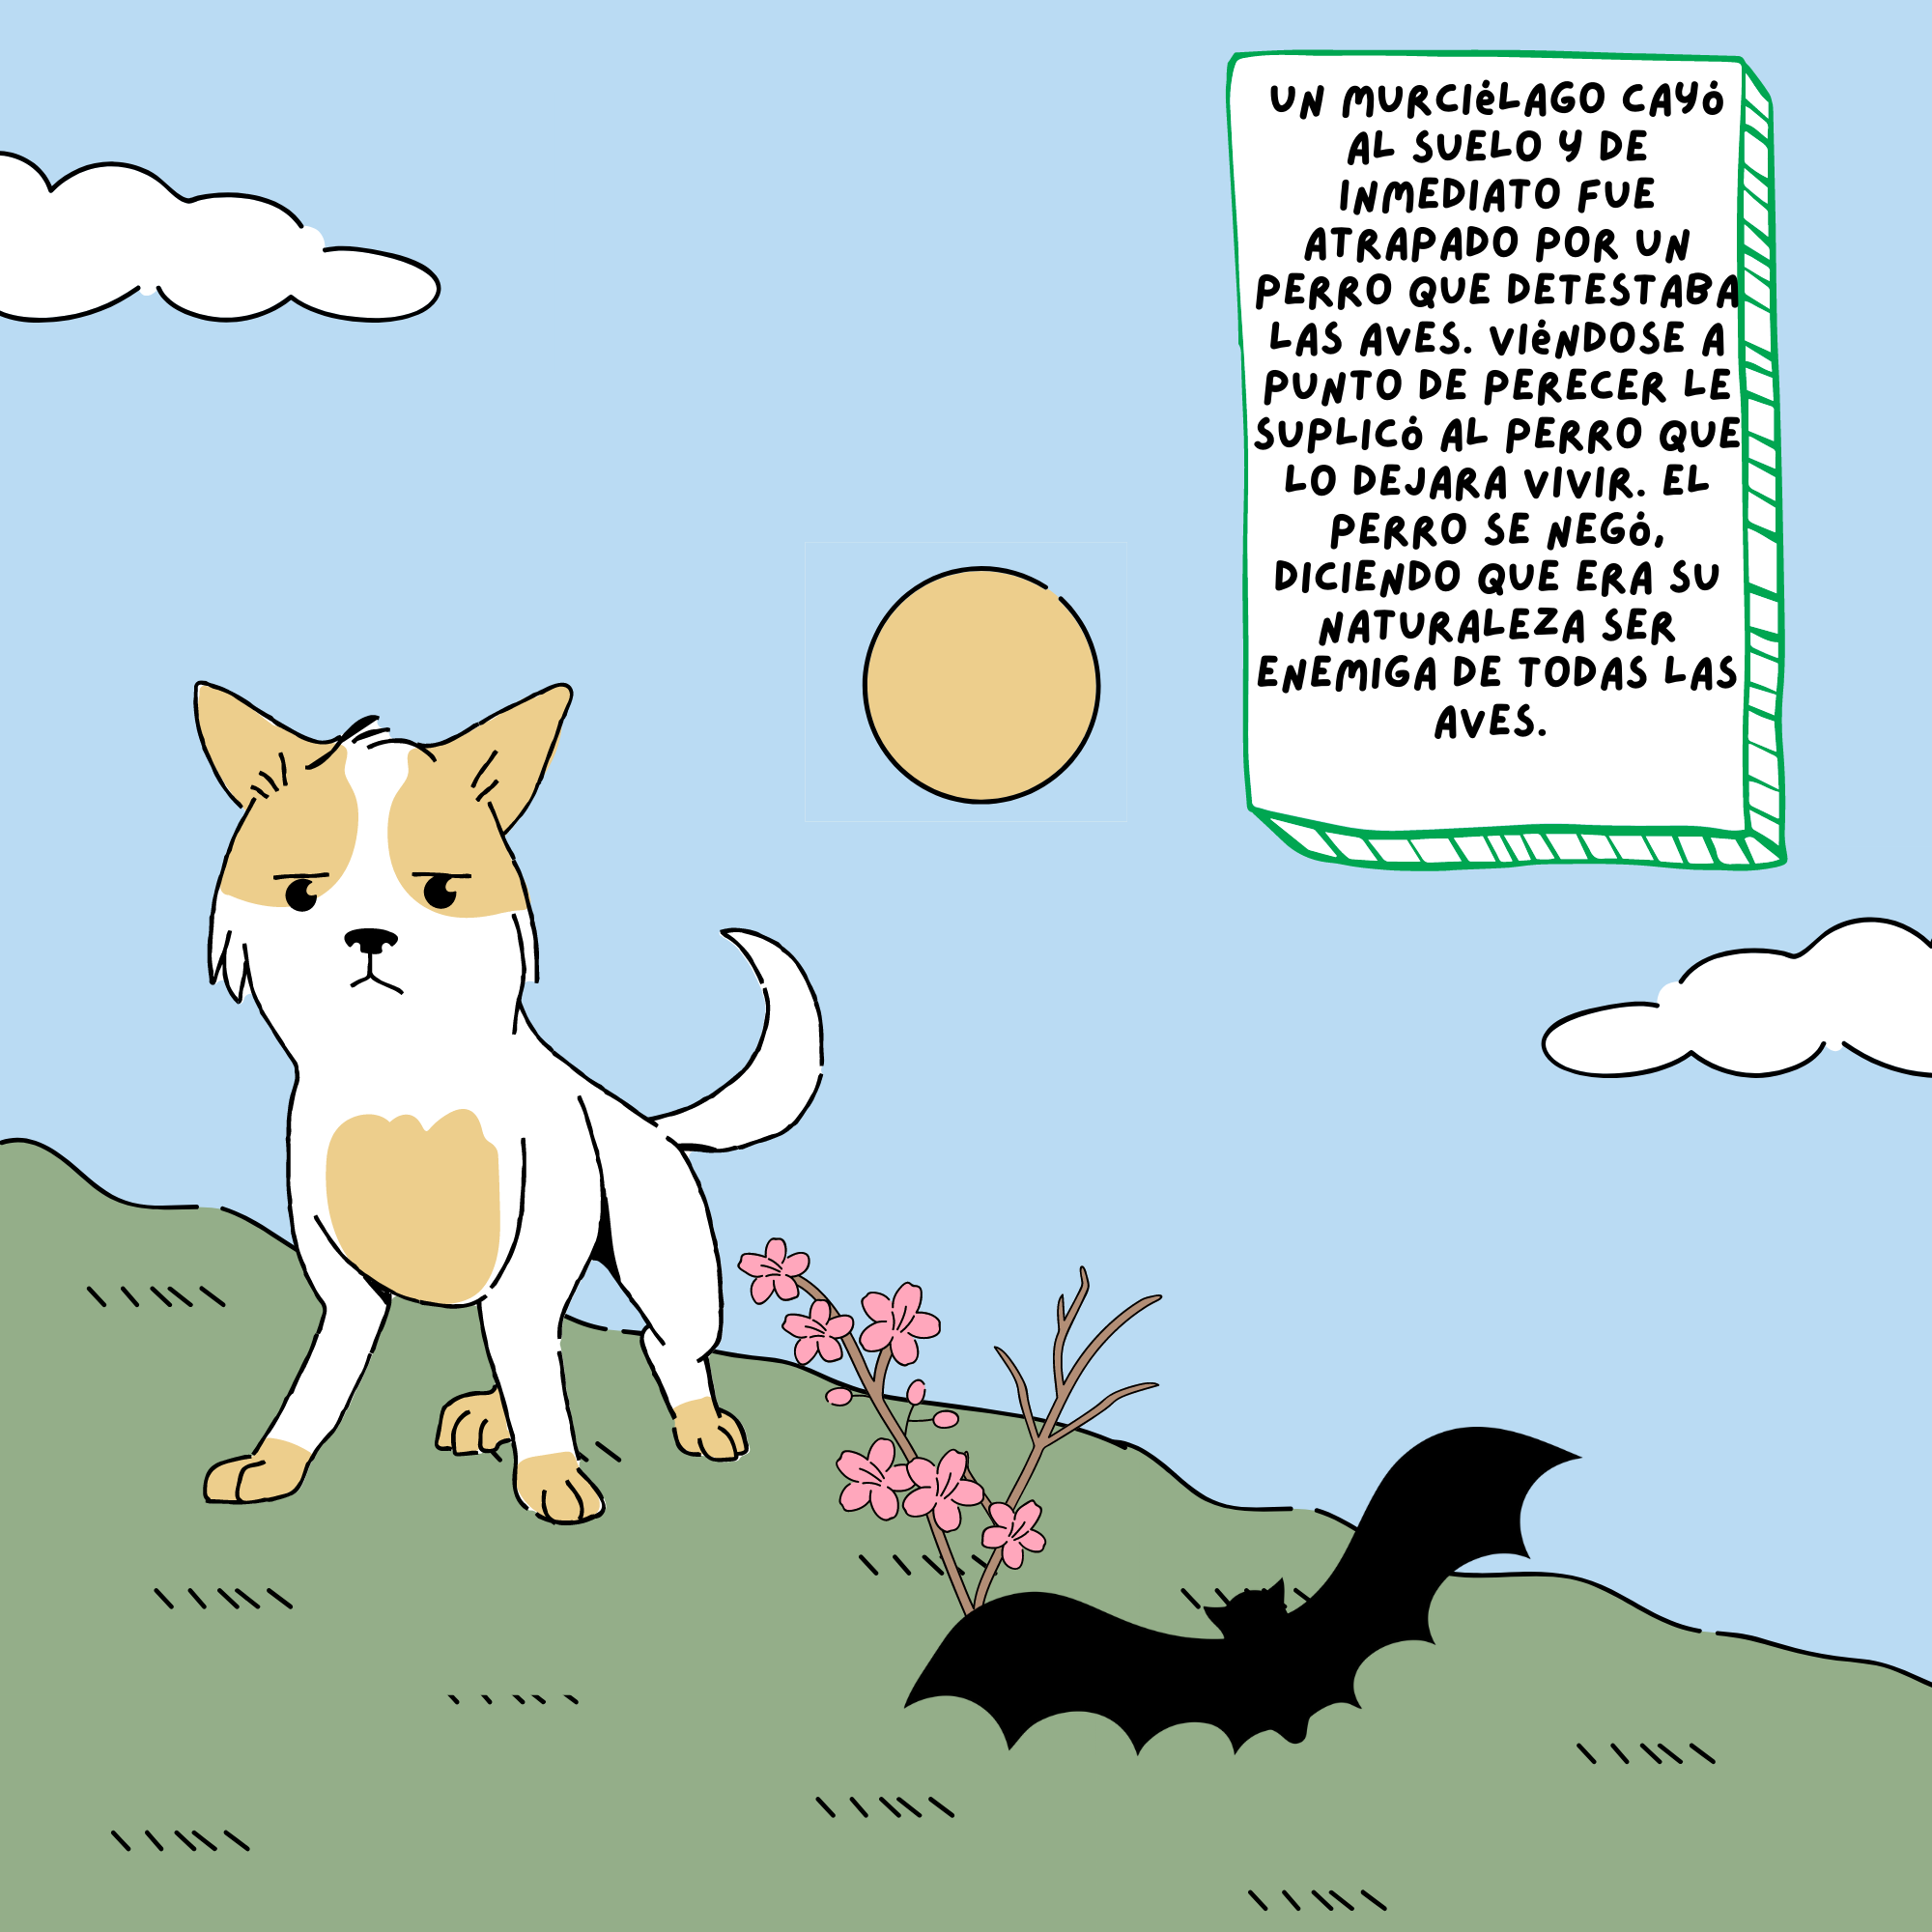 UN MURCIéLAGO CAYó
AL SUELO Y DE
INMEDIATO FUE
ATRAPADO POR UN
PERRO QUE DETESTABA
LAS AVES. VIéNDOSE A
PUNTO DE PERECER LE
SUPLICó AL PERRO QUE
LO DEJARA VIVIR. EL
PERRO SE NEGó,
DICIENDO QUE ERA SU
NATURALEZA SER
ENEMIGA DE TODAS LAS
AVES.